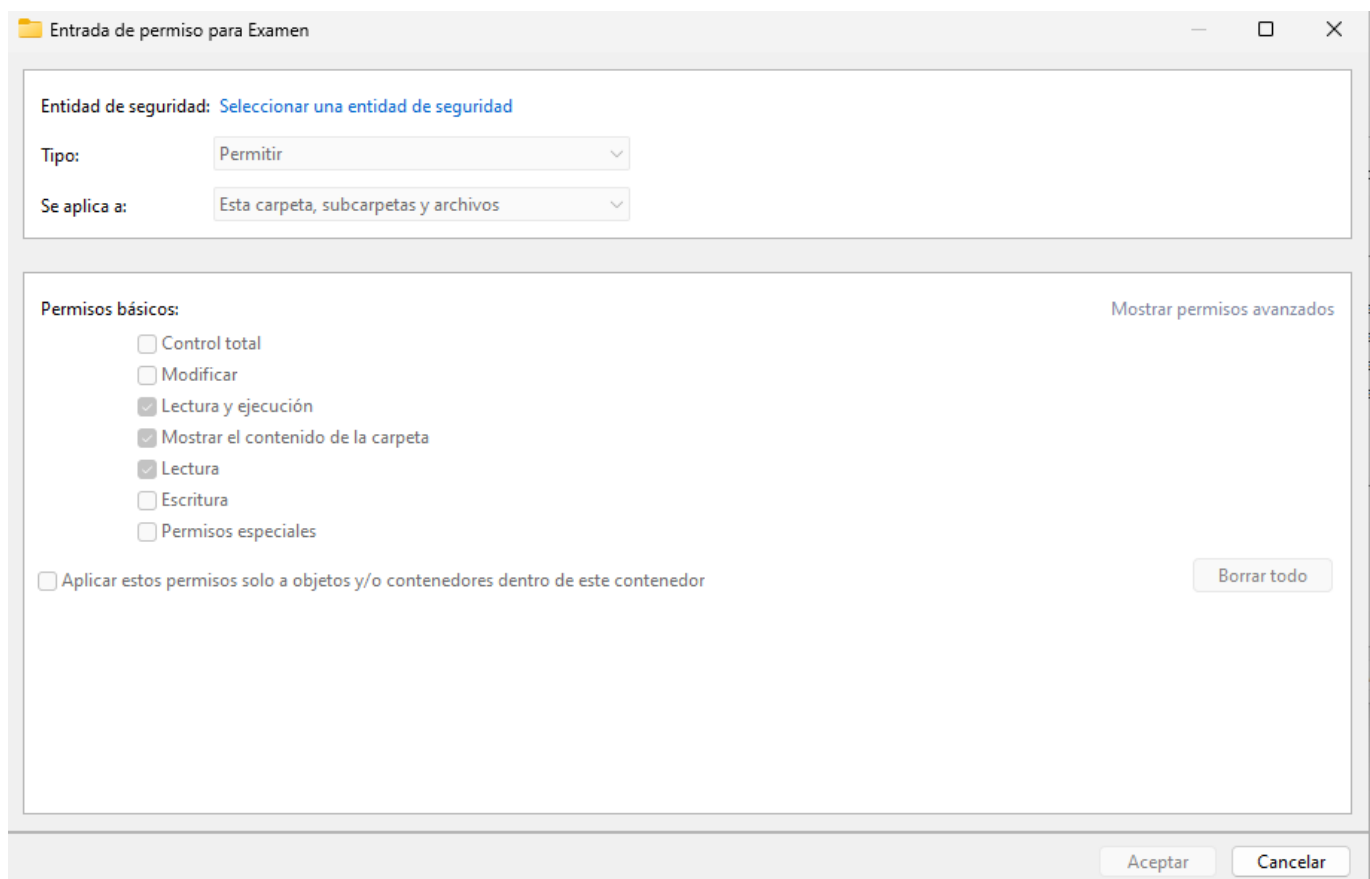 Entrada de permiso para Examen
Entidad de seguridad: Seleccionar una entidad de seguridad
Tipo: Permitir
Se aplica a: Esta carpeta, subcarpetas y archivos
Permisos básicos: Mostrar permisos avanzados
Control total
Modificar
Lectura y ejecución
Mostrar el contenido de la carpeta
Lectura
Escritura
Permisos especiales
Aplicar estos permisos solo a objetos y/o contenedores dentro de este contenedor Borrar todo
Aceptar Cancelar